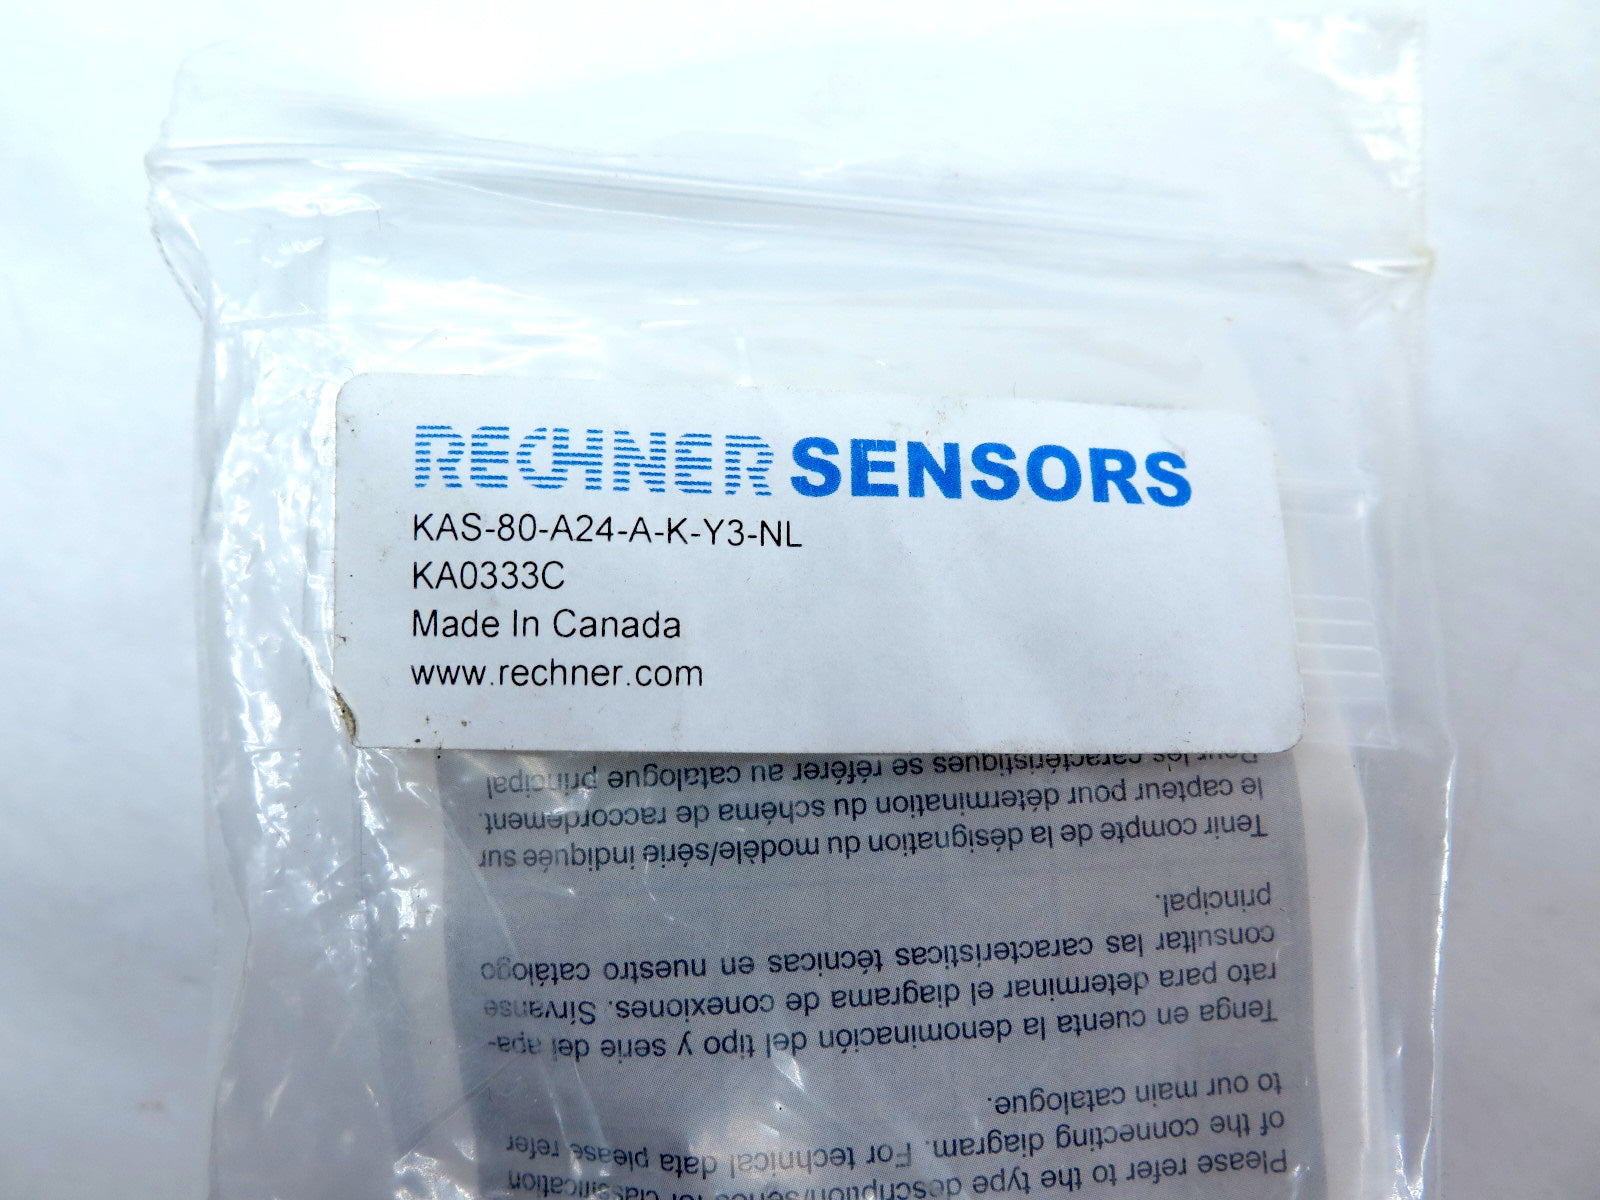 RECHNER SENSORS
KAS-80-A24-A-K-Y3-NL
KA0333C
Made In Canada
www.rechner.com
Please refer to the type description/series for classification
of the connecting diagram. For technical data please refer
to our main catalogue.
Tenga en cuenta la denominación del tipo y serie del apa-
rato para determinar el diagrama de conexiones. Sírvanse
consultar las características técnicas en nuestro catálogo
principal.
Tenir compte de la désignation du modèle/série indiquée sur
le capteur pour détermination du schéma de raccordement.
Pour les caractéristiques se référer au catalogue principal